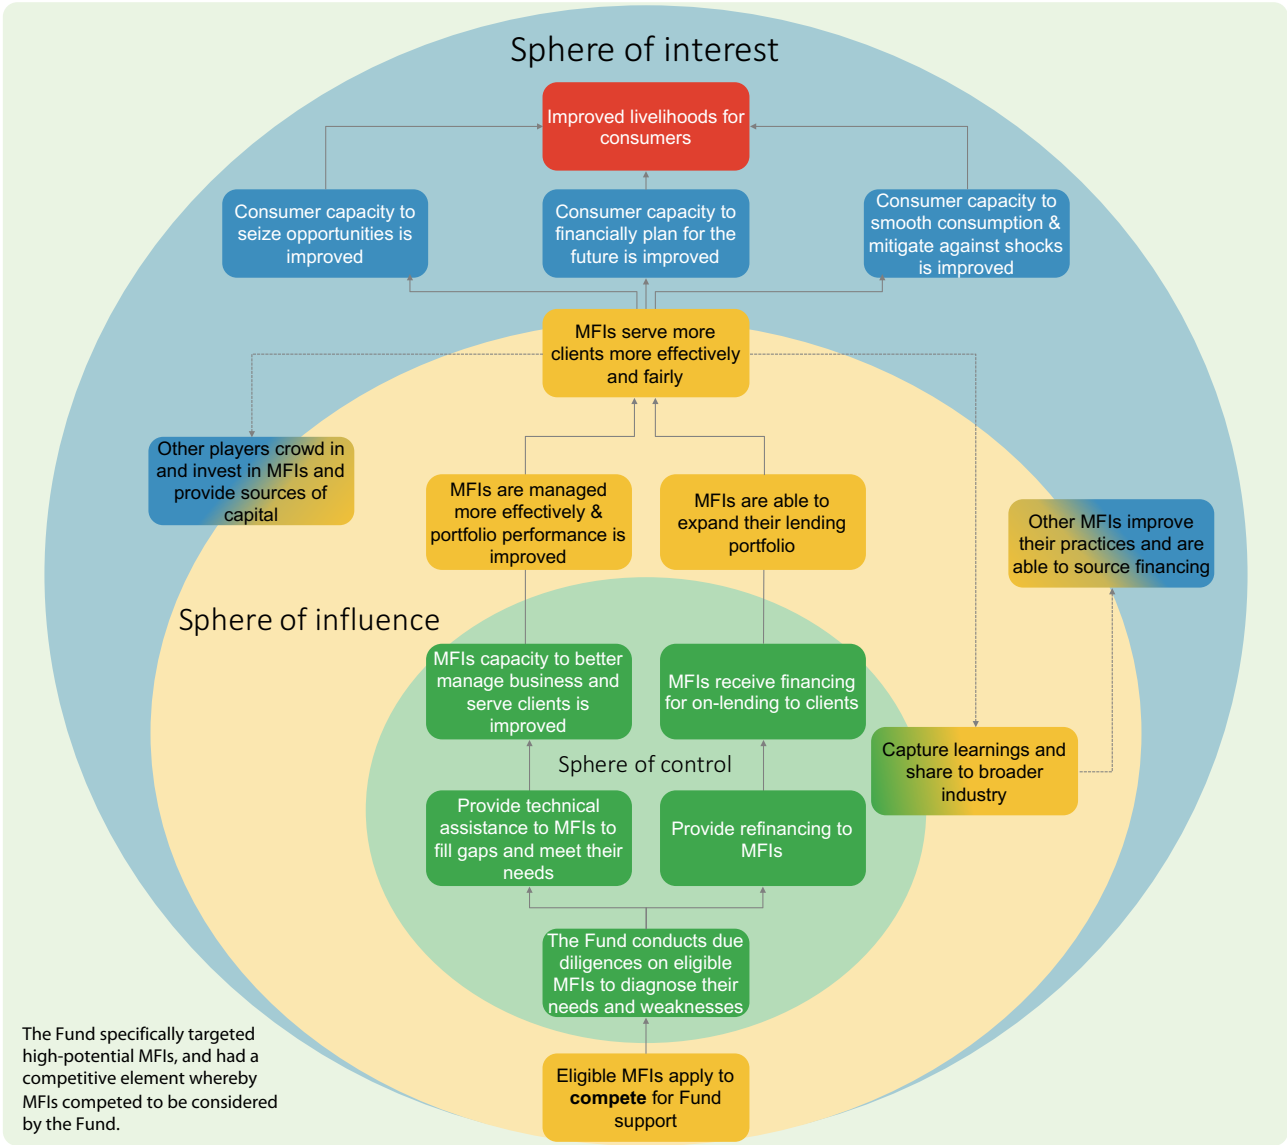 Sphere of interest
Improved livelihoods for
consumers
Consumer capacity to
seize opportunities is
improved
Consumer capacity to
financially plan for the
future is improved
Consumer capacity to
smooth consumption &
mitigate against shocks
is improved
MFIs serve more
clients more effectively
and fairly
Other players crowd in
and invest in MFIs and
provide sources of
capital
MFIs are managed
more effectively &
portfolio performance is
improved
MFIs are able to
expand their lending
portfolio
Other MFIs improve
their practices and are
able to source financing
Sphere of influence
MFIs capacity to better
manage business and
serve clients is
improved
MFIs receive financing
for on-lending to clients
Sphere of control
Capture learnings and
share to broader
industry
Provide technical
assistance to MFIs to
fill gaps and meet their
needs
Provide refinancing to
MFIs
The Fund conducts due
diligences on eligible
MFIs to diagnose their
needs and weaknesses
The Fund specifically targeted
high-potential MFIs, and had a
competitive element whereby
MFIs competed to be considered
by the Fund.
Eligible MFIs apply to
compete for Fund
support